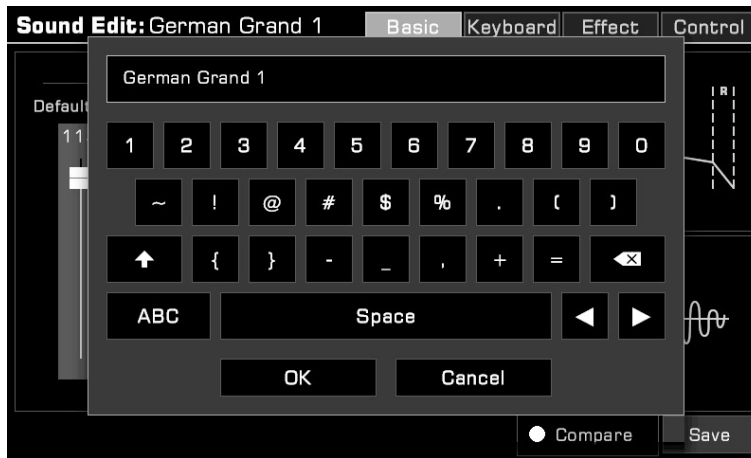 Sound Edit: German Grand 1 Basic Keyboard Effect Control
German Grand 1
Default
R
11
1 2 3 4 5 6 7 8 9 0
~ ! @ # $ % . ( )
{ } - _ , + =
ABC Space
OK Cancel
Compare Save